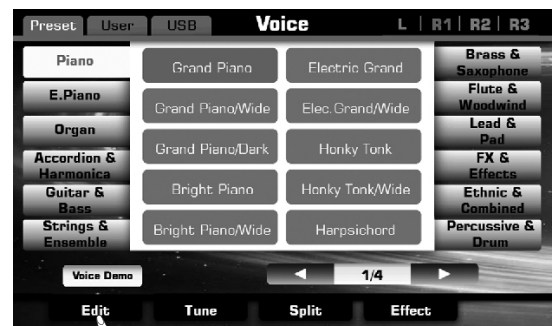 Preset User USB Voice L R1 R2 R3
Piano
E.Piano
Organ
Accordion &
Harmonica
Guitar &
Bass
Strings &
Ensemble
Grand Piano Electric Grand
Grand Piano/Wide Elec.Grand/Wide
Grand Piano/Dark Honky Tonk
Bright Piano Honky Tonk/Wide
Bright Piano/Wide Harpsichord
Brass &
Saxophone
Flute &
Woodwind
Lead &
Pad
FX &
Effects
Ethnic &
Combined
Percussive &
Drum
Voice Demo 1/4
Edit Tune Split Effect